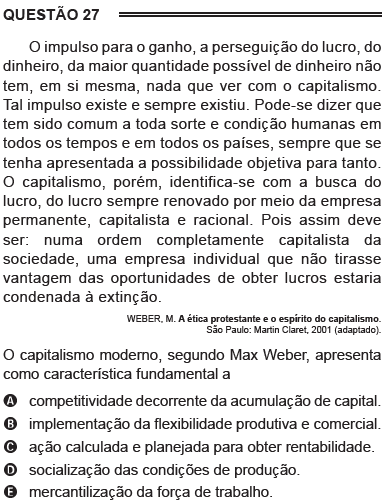 QUESTÃO 27
O impulso para o ganho, a perseguição do lucro, do
dinheiro, da maior quantidade possível de dinheiro não
tem, em si mesma, nada que ver com o capitalismo.
Tal impulso existe e sempre existiu. Pode-se dizer que
tem sido comum a toda sorte e condição humanas em
todos os tempos e em todos os países, sempre que se
tenha apresentada a possibilidade objetiva para tanto.
O capitalismo, porém, identifica-se com a busca do
lucro, do lucro sempre renovado por meio da empresa
permanente, capitalista e racional. Pois assim deve
ser: numa ordem completamente capitalista da
sociedade, uma empresa individual que não tirasse
vantagem das oportunidades de obter lucros estaria
condenada à extinção.
WEBER, M. A ética protestante e o espírito do capitalismo.
São Paulo: Martin Claret, 2001 (adaptado).
O capitalismo moderno, segundo Max Weber, apresenta
como característica fundamental a
A competitividade decorrente da acumulação de capital.
B implementação da flexibilidade produtiva e comercial.
C ação calculada e planejada para obter rentabilidade.
D socialização das condições de produção.
E mercantilização da força de trabalho.